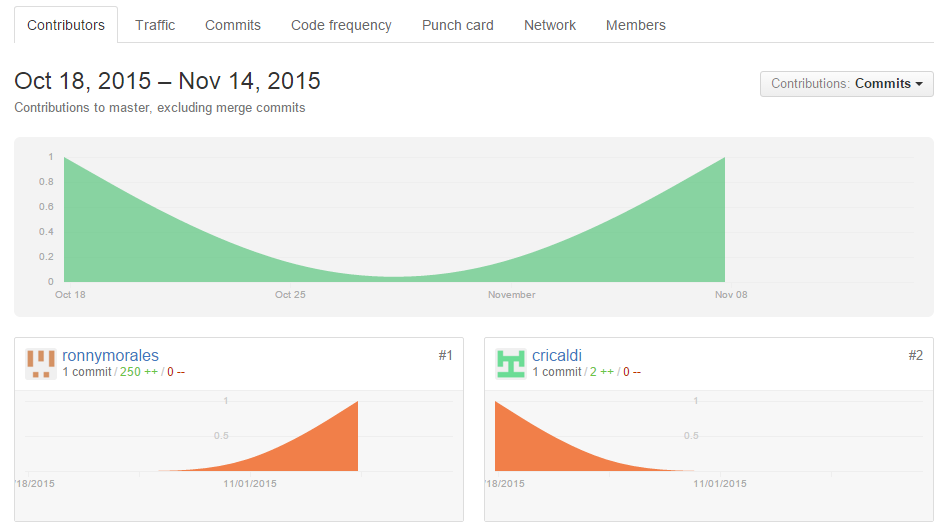 Contributors Traffic Commits Code frequency Punch card Network Members
Oct 18, 2015 – Nov 14, 2015
Contributions: Commits
Contributions to master, excluding merge commits
1
0.8
0.6
0.4
0.2
0
Oct 18 Oct 25 November Nov 08
ronnymorales #1
1 commit / 250 ++ / 0 --
1
0.5
/18/2015 11/01/2015
cricaldi #2
1 commit / 2 ++ / 0 --
1
0.5
/18/2015 11/01/2015